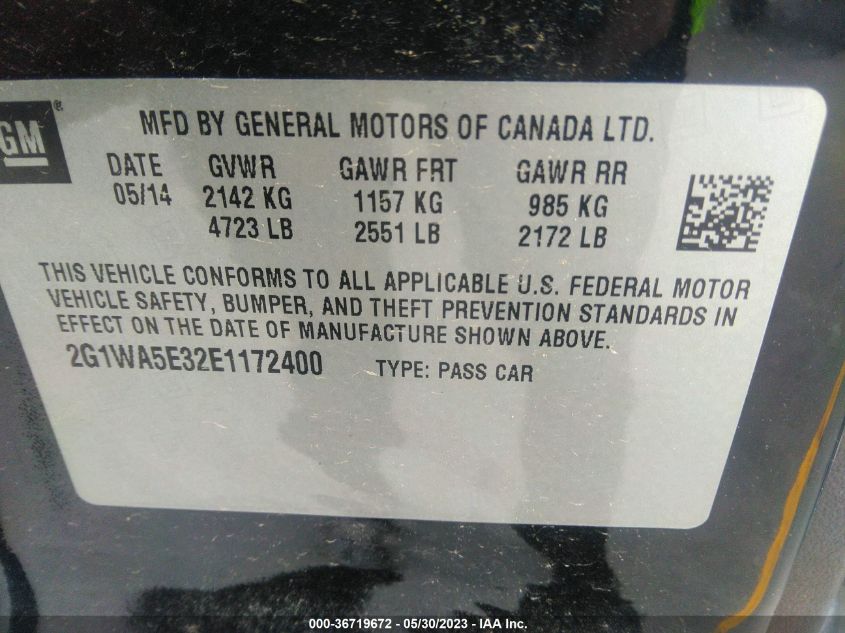 GM ®
MFD BY GENERAL MOTORS OF CANADA LTD.
DATE GVWR GAWR FRT GAWR RR
05/14 2142 KG 1157 KG 985 KG
4723 LB 2551 LB 2172 LB
THIS VEHICLE CONFORMS TO ALL APPLICABLE U.S. FEDERAL MOTOR
VEHICLE SAFETY, BUMPER, AND THEFT PREVENTION STANDARDS IN
EFFECT ON THE DATE OF MANUFACTURE SHOWN ABOVE.
2G1WA5E32E1172400 TYPE: PASS CAR
000-36719672 - 05/30/2023 - IAA Inc.